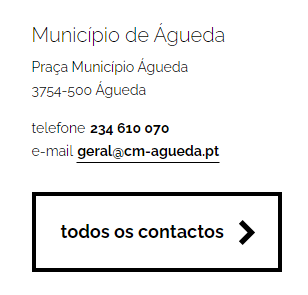 Município de Águeda
Praça Município Águeda
3754-500 Águeda
telefone 234 610 070
e-mail geral@cm-agueda.pt
todos os contactos